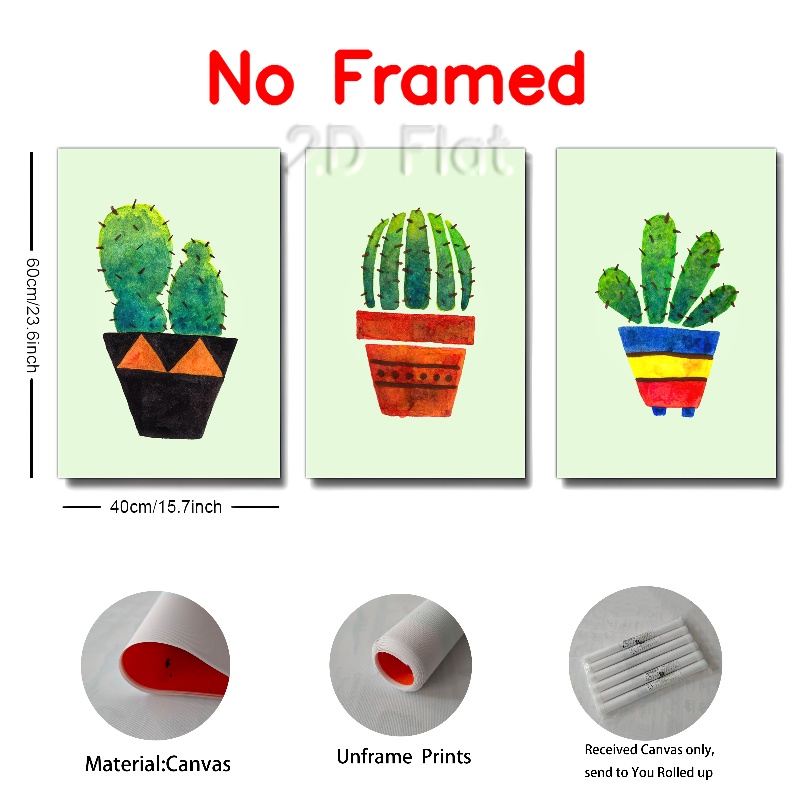 No Framed
2D Flat
60cm/23.6inch
40cm/15.7inch
Material:Canvas
Unframe Prints
Received Canvas only,
send to You Rolled up